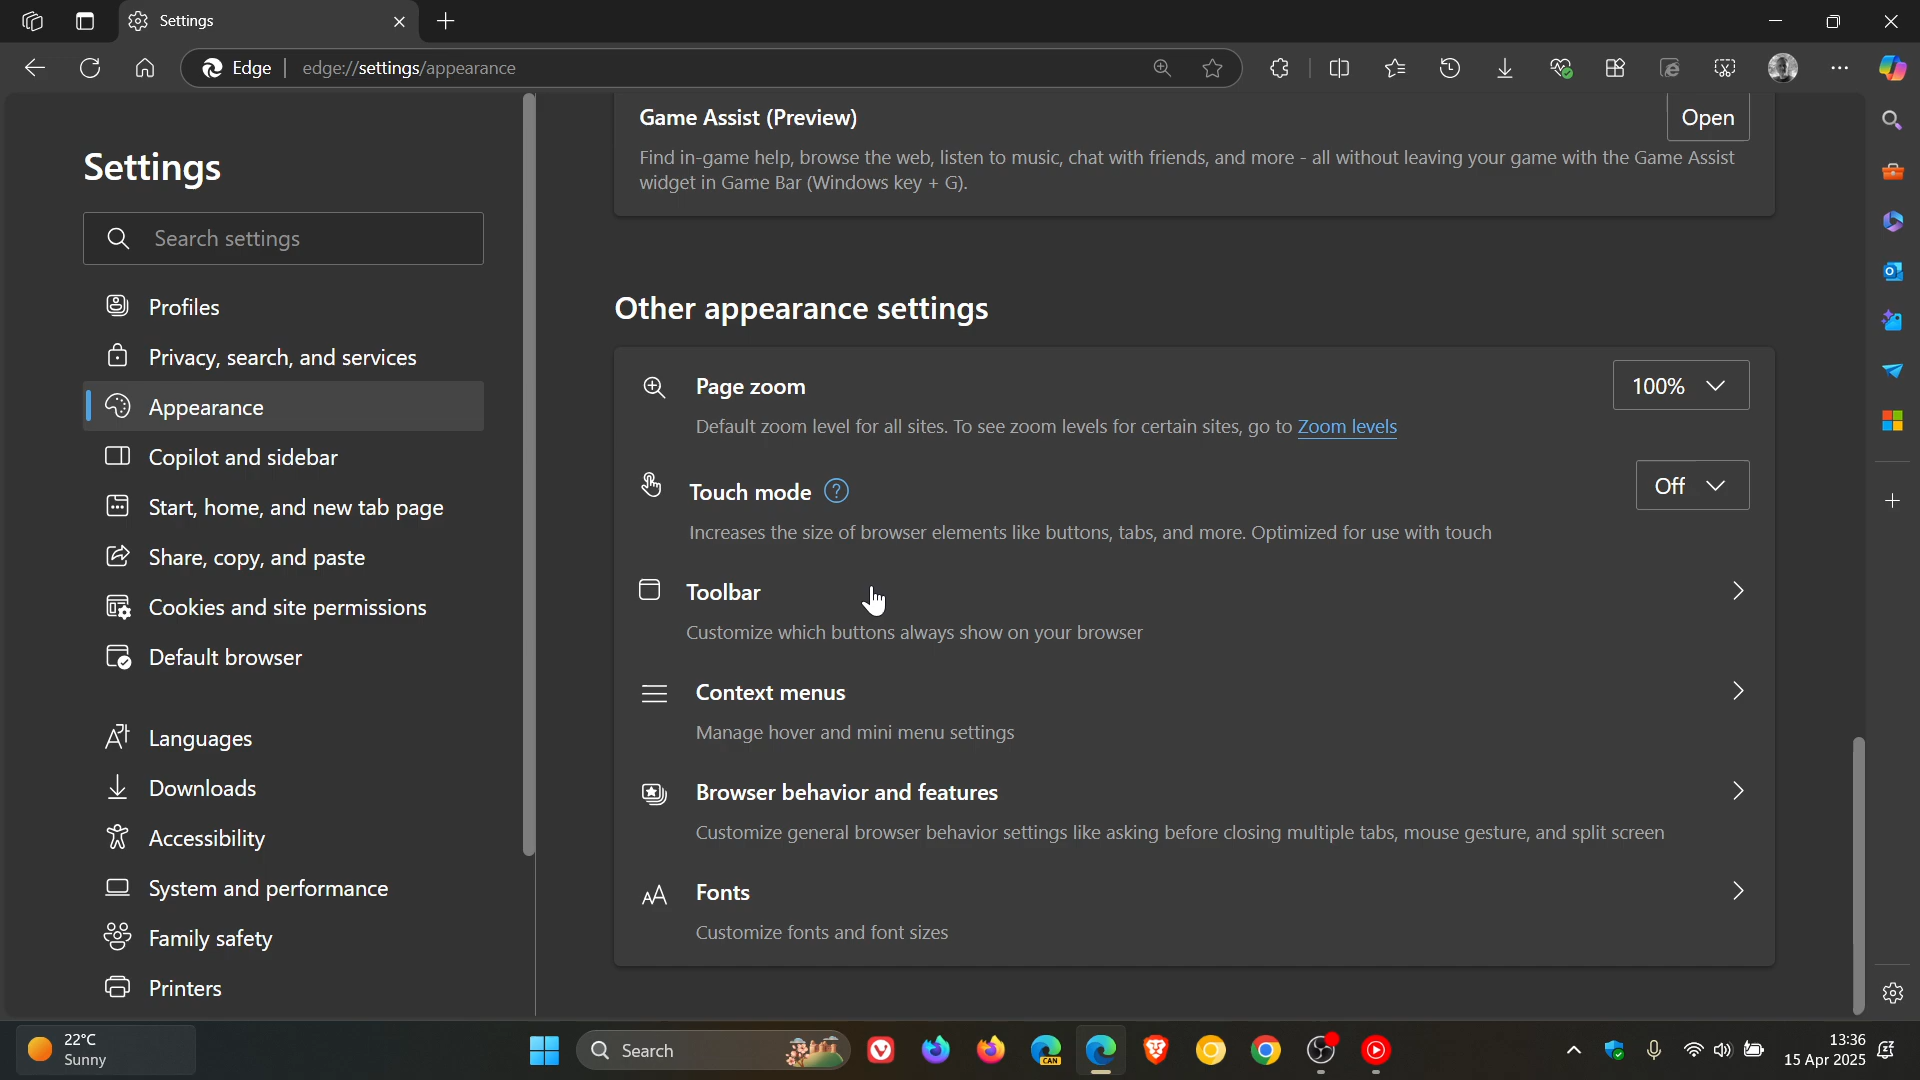 Settings
Edge
edge://settings/appearance
Settings
Search settings
Profiles
Privacy, search, and services
Appearance
Copilot and sidebar
Start, home, and new tab page
Share, copy, and paste
Cookies and site permissions
Default browser
Languages
Downloads
Accessibility
System and performance
Family safety
Printers
Game Assist (Preview)
Open
Find in-game help, browse the web, listen to music, chat with friends, and more - all without leaving your game with the Game Assist
widget in Game Bar (Windows key + G).
Other appearance settings
Page zoom
100%
Default zoom level for all sites. To see zoom levels for certain sites, go to Zoom levels
Touch mode
Off
Increases the size of browser elements like buttons, tabs, and more. Optimized for use with touch
Toolbar
Customize which buttons always show on your browser
Context menus
Manage hover and mini menu settings
Browser behavior and features
Customize general browser behavior settings like asking before closing multiple tabs, mouse gesture, and split screen
Fonts
Customize fonts and font sizes
22°C
Sunny
Search
CAN
13:36
15 Apr 2025